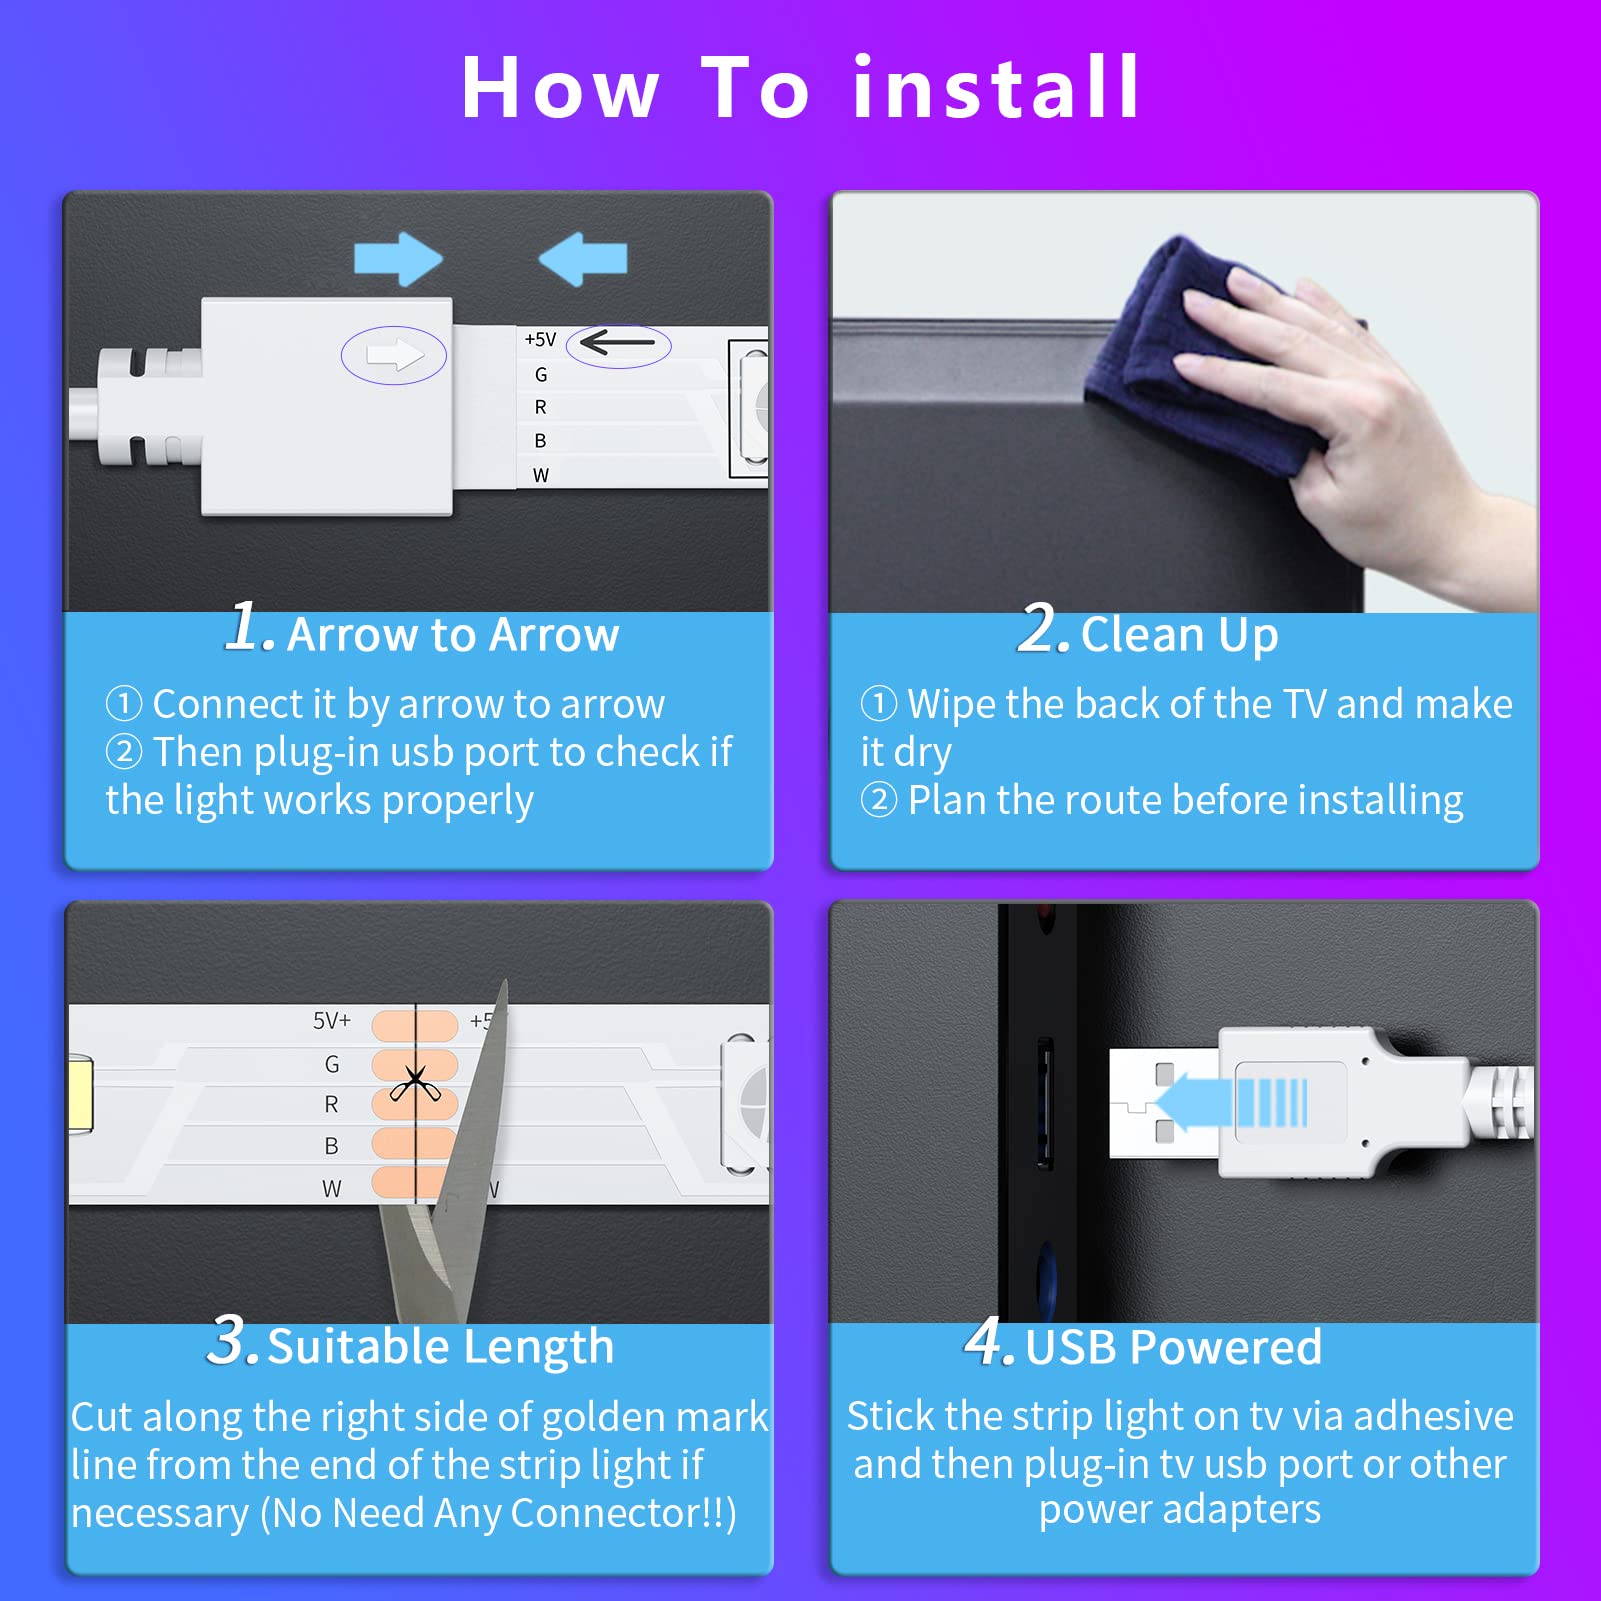 How To install
+5V
G
R
B
W
1. Arrow to Arrow
① Connect it by arrow to arrow
② Then plug-in usb port to check if
the light works properly
2. Clean Up
① Wipe the back of the TV and make
it dry
② Plan the route before installing
5V+
G
R
B
W
3. Suitable Length
Cut along the right side of golden mark
line from the end of the strip light if
necessary (No Need Any Connector!!)
4. USB Powered
Stick the strip light on tv via adhesive
and then plug-in tv usb port or other
power adapters